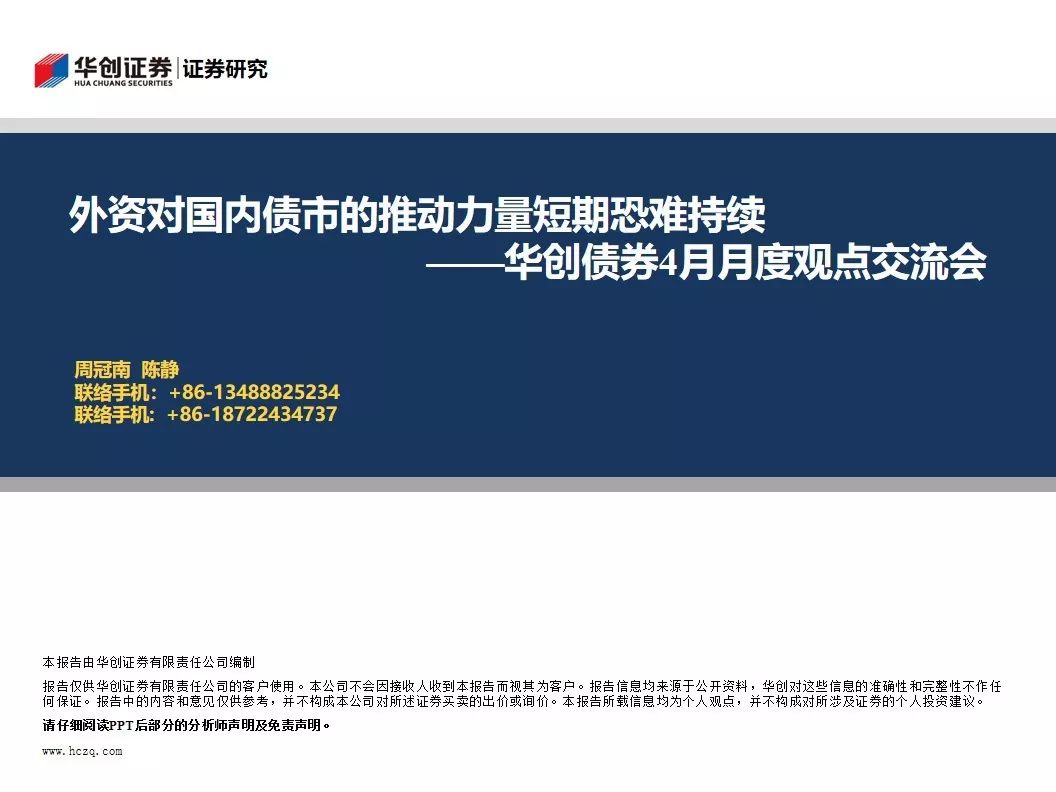 华创证券 | 证券研究
HUA CHUANG SECURITIES
外资对国内债市的推动力量短期恐难持续
——华创债券4月月度观点交流会
周冠南 陈静
联络手机：+86-13488825234
联络手机：+86-18722434737
本报告由华创证券有限责任公司编制
报告仅供华创证券有限责任公司的客户使用。本公司不会因接收人收到本报告而视其为客户。报告信息均来源于公开资料，华创对这些信息的准确性和完整性不作任
何保证。报告中的内容和意见仅供参考，并不构成本公司对所述证券买卖的出价或询价。本报告所载信息均为个人观点，并不构成对所涉及证券的个人投资建议。
请仔细阅读PPT后部分的分析师声明及免责声明。
www.hczq.com